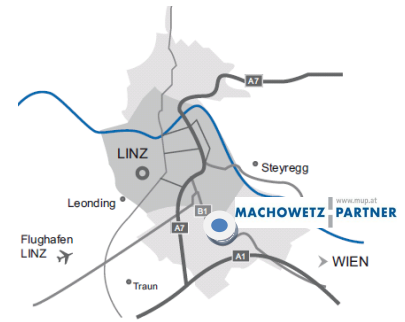 A7
LINZ
Steyregg
Leonding
B1
www.mup.at
MACHOWETZ PARTNER
A7
Flughafen
LINZ
A1
WIEN
Traun